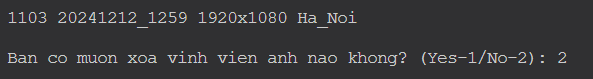 1103 20241212_1259 1920x1080 Ha_Noi
Ban co muon xoa vinh vien anh nao khong? (Yes-1/No-2): 2